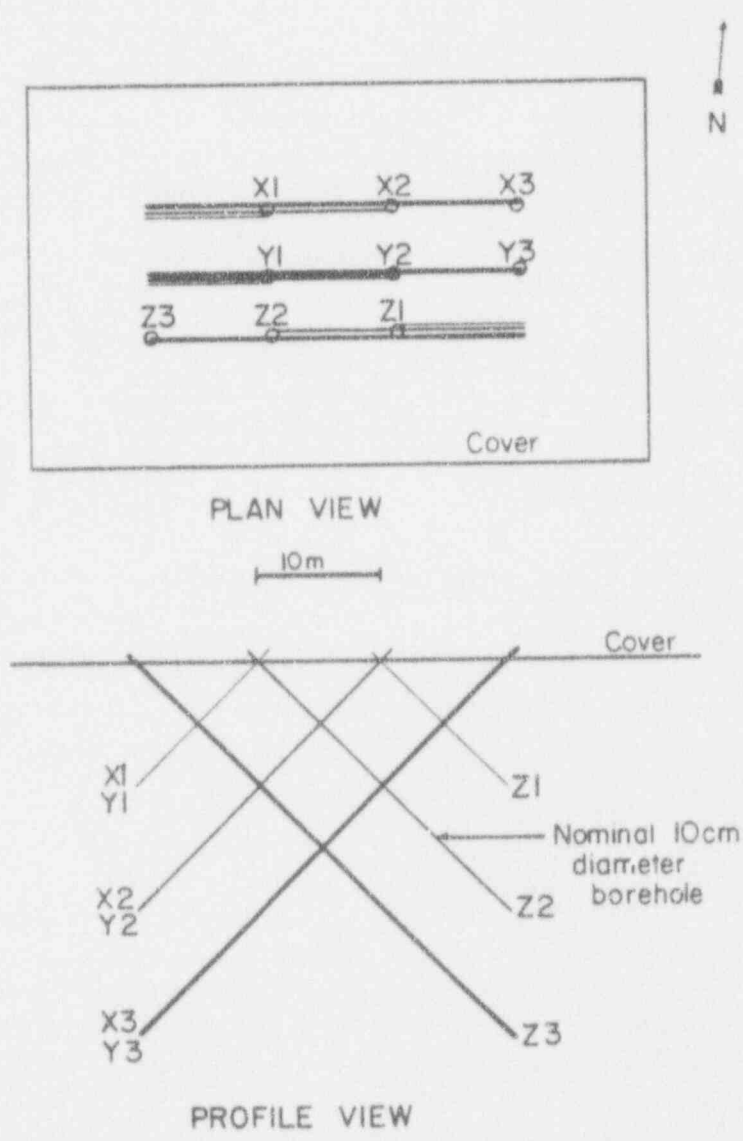 N
X1 X2 X3
Y1 Y2 Y3
Z3 Z2 Z1
Cover
PLAN VIEW
10m
Cover
X1
Y1
Z1
Nominal 10cm
diameter
borehole
X2
Y2
Z2
X3
Y3
Z3
PROFILE VIEW